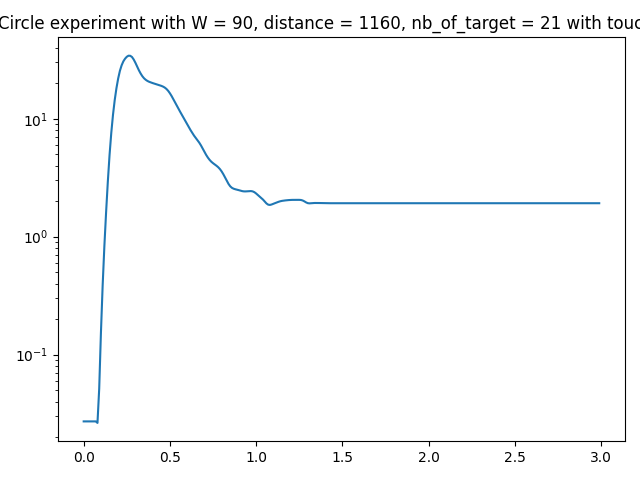 Circle experiment with W = 90, distance = 1160, nb_of_target = 21 with
10¹
10⁰
10⁻¹
0.0 0.5 1.0 1.5 2.0 2.5 3.0